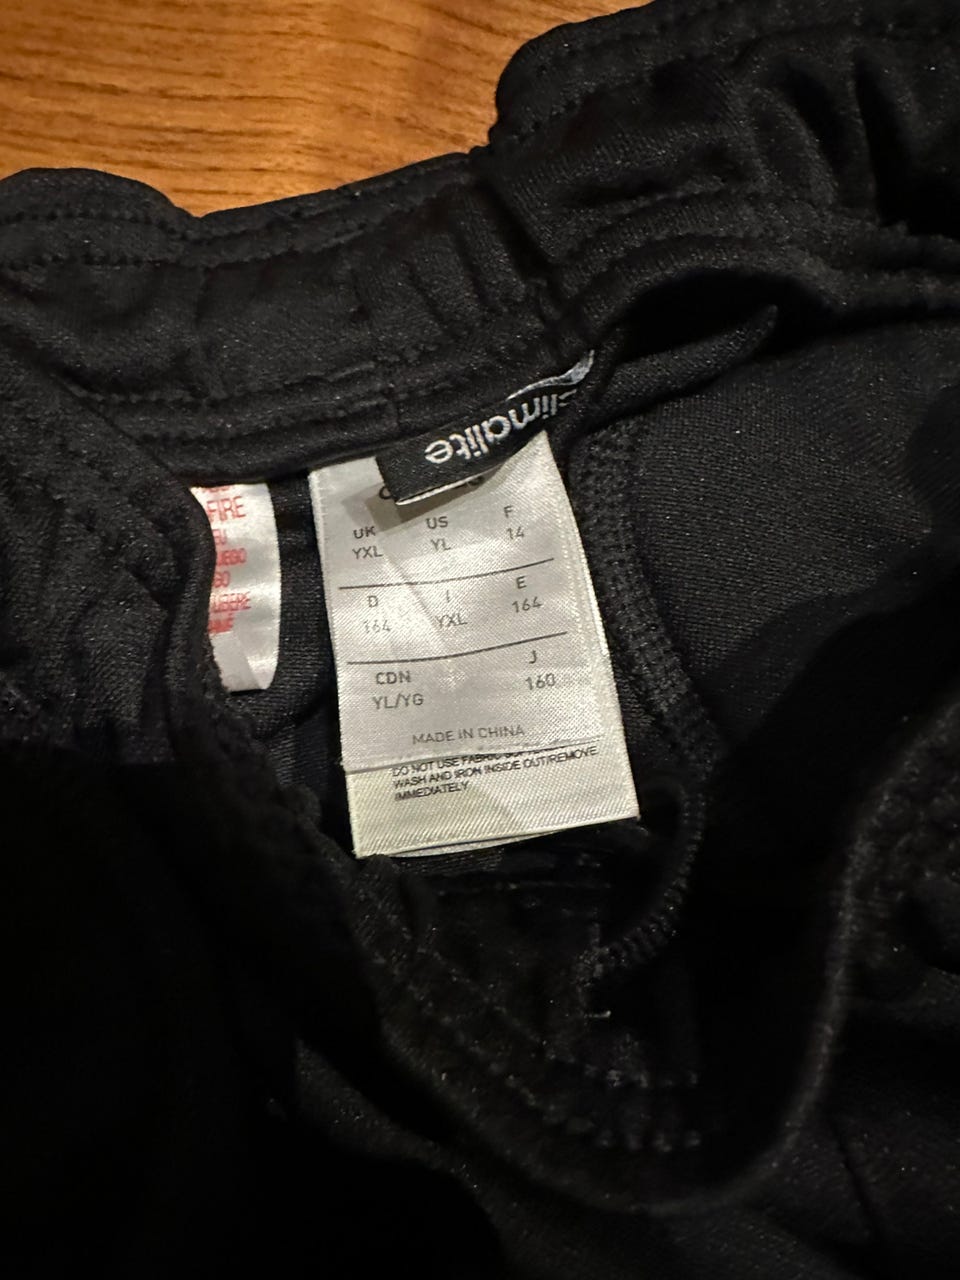 climalite
UK US F
YXL YL 14
D I E
164 YXL 164
CDN J
YL/YG 160
MADE IN CHINA
DO NOT USE FABRIC
WASH AND IRON INSIDE OUT/REMOVE
IMMEDIATELY
FIRE